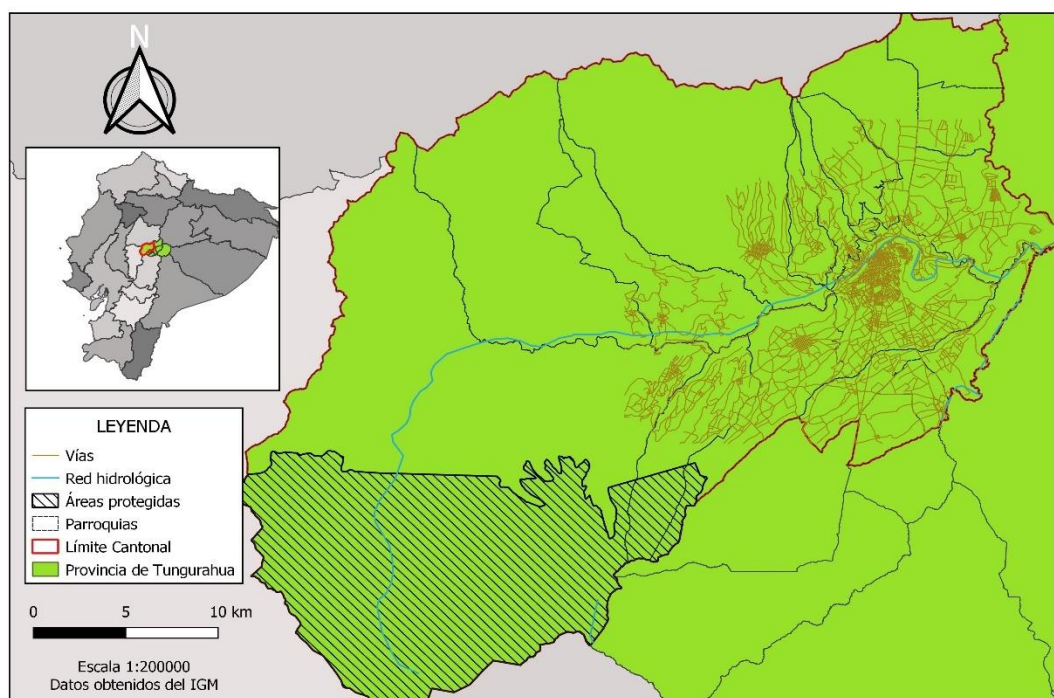 N
LEYENDA
Vías
Red hidrológica
Áreas protegidas
Parroquias
Límite Cantonal
Provincia de Tungurahua
0 5 10 km
Escala 1:200000
Datos obtenidos del IGM